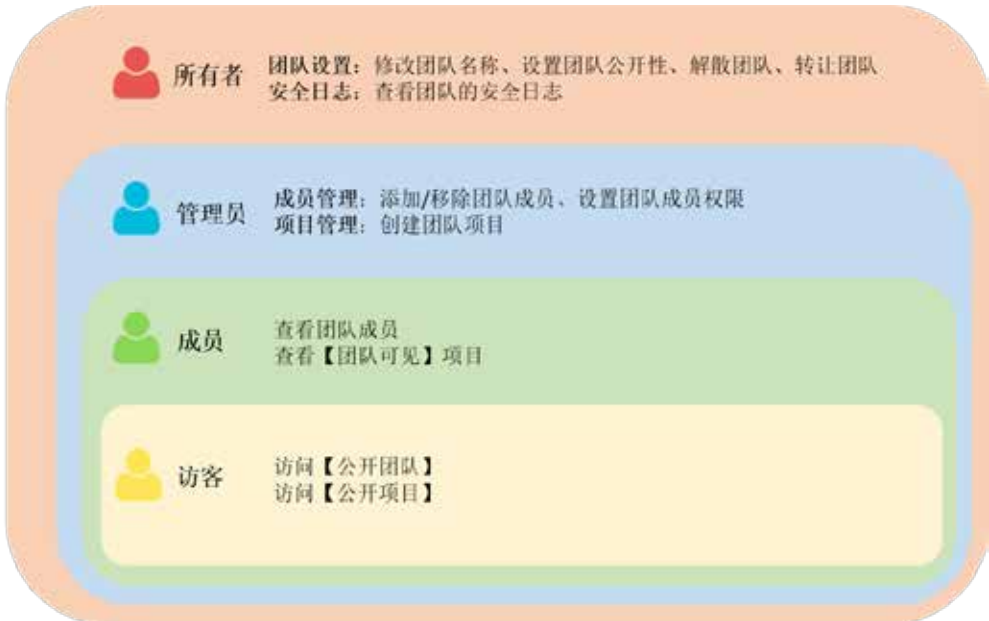 所有者
团队设置：修改团队名称、设置团队公开性、解散团队、转让团队
安全日志：查看团队的安全日志
管理员
成员管理：添加/移除团队成员、设置团队成员权限
项目管理：创建团队项目
成员
查看团队成员
查看【团队可见】项目
访客
访问【公开团队】
访问【公开项目】